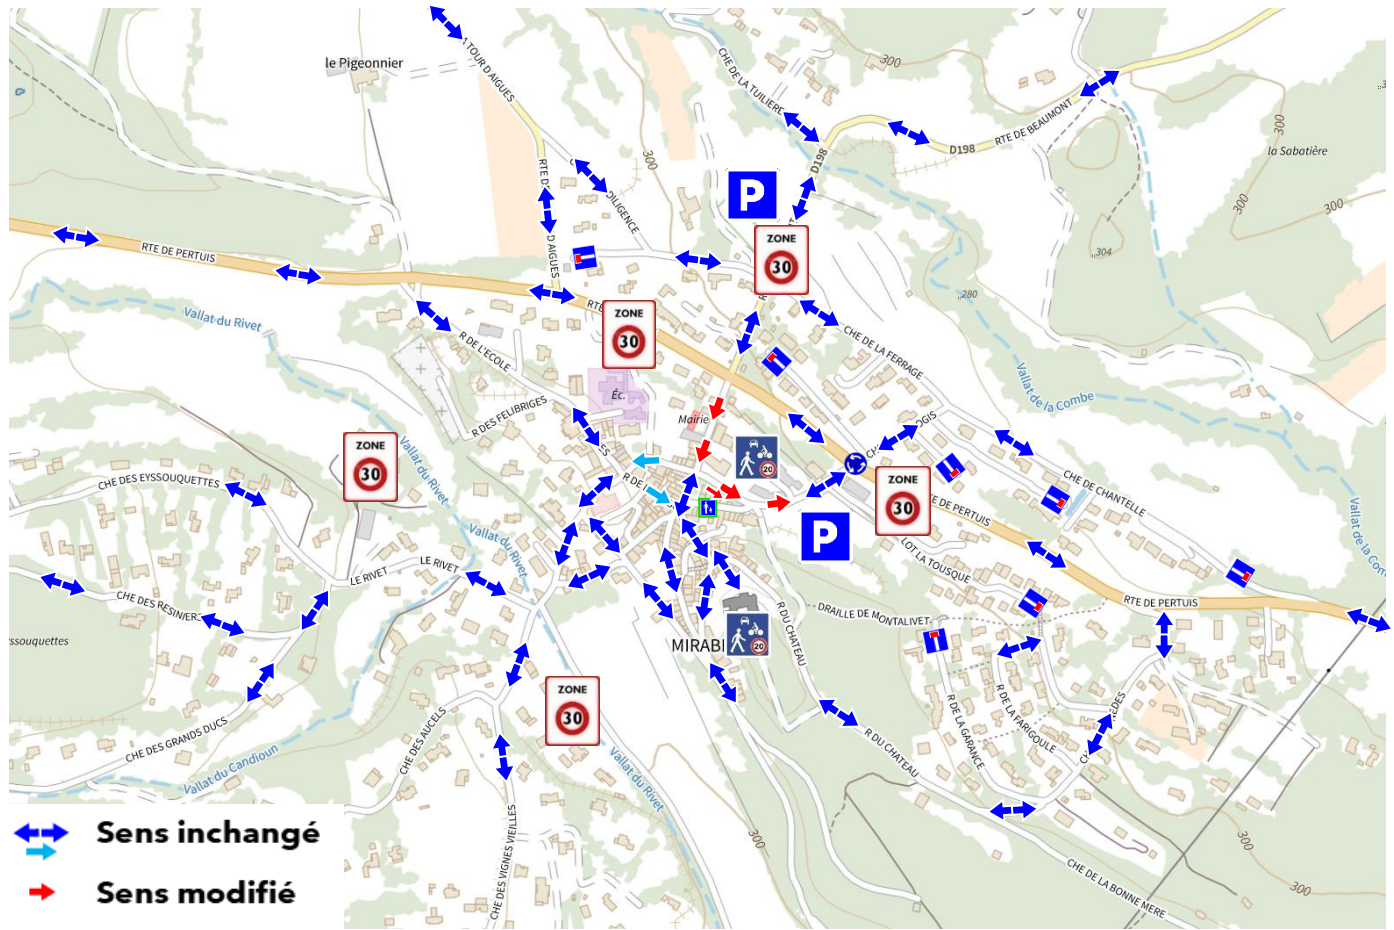 le Pigeonnier
TOUR D AIGUES
CHE DE LA TUILIERE
300
RTE DE BEAUMONT
D198
D198
300
la Sabatière
300
300
300
304
280
P
RTE DE PERTUIS
D AIGUES
DILIGENCE
ZONE
30
ZONE
30
Vallat du Rivet
R DE L'ECOLE
CHE DE LA FERRAGE
Vallat de la Combe
Éc.
Mairie
R DES FELIBRIGES
ZONE
30
Vallat du Rivet
20
CHE DES EYSSOUQUETTES
CHE DE CHANTELLE
ZONE
30
E DE PERTUIS
P
Vallat du Rivet
LOT LA TOUSQUE
LE RIVET
LE RIVET
CHE DES RESINIERS
RTE DE PERTUIS
DRAILLE DE MONTALIVET
R DU CHATEAU
ssouquettes
MIRABE
20
ZONE
30
R DE LA GARANCE
R DE LA FARIGOULE
CHE DES GRANDS DUCS
CHE DES AUCELS
R DU CHATEAU
Vallat du Candioun
Vallat du Rivet
CHE DES VIGNES VIEILLES
300
300
300
CHE DE LA BONNE MERE
Sens inchangé
Sens modifié